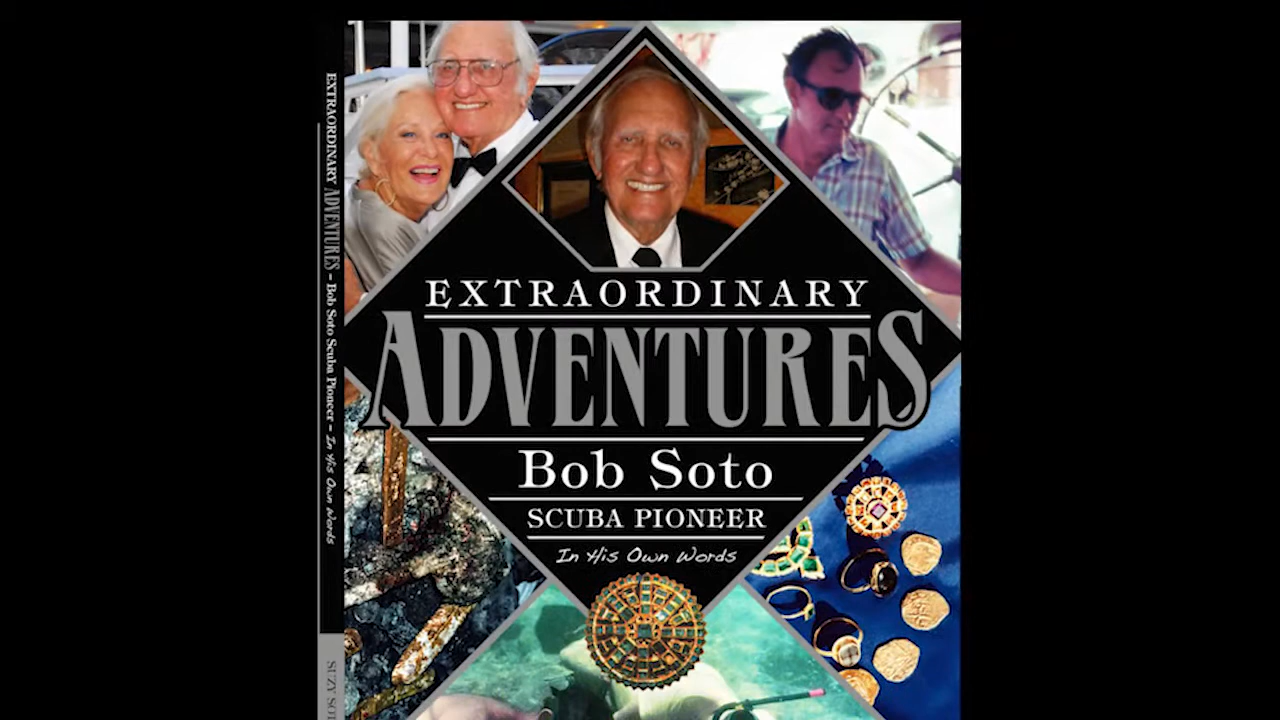 EXTRAORDINARY
ADVENTURES
Bob Soto
SCUBA PIONEER
In His Own Words
EXTRAORDINARY ADVENTURES - Bob Soto Scuba Pioneer - In His Own Words
SUZY